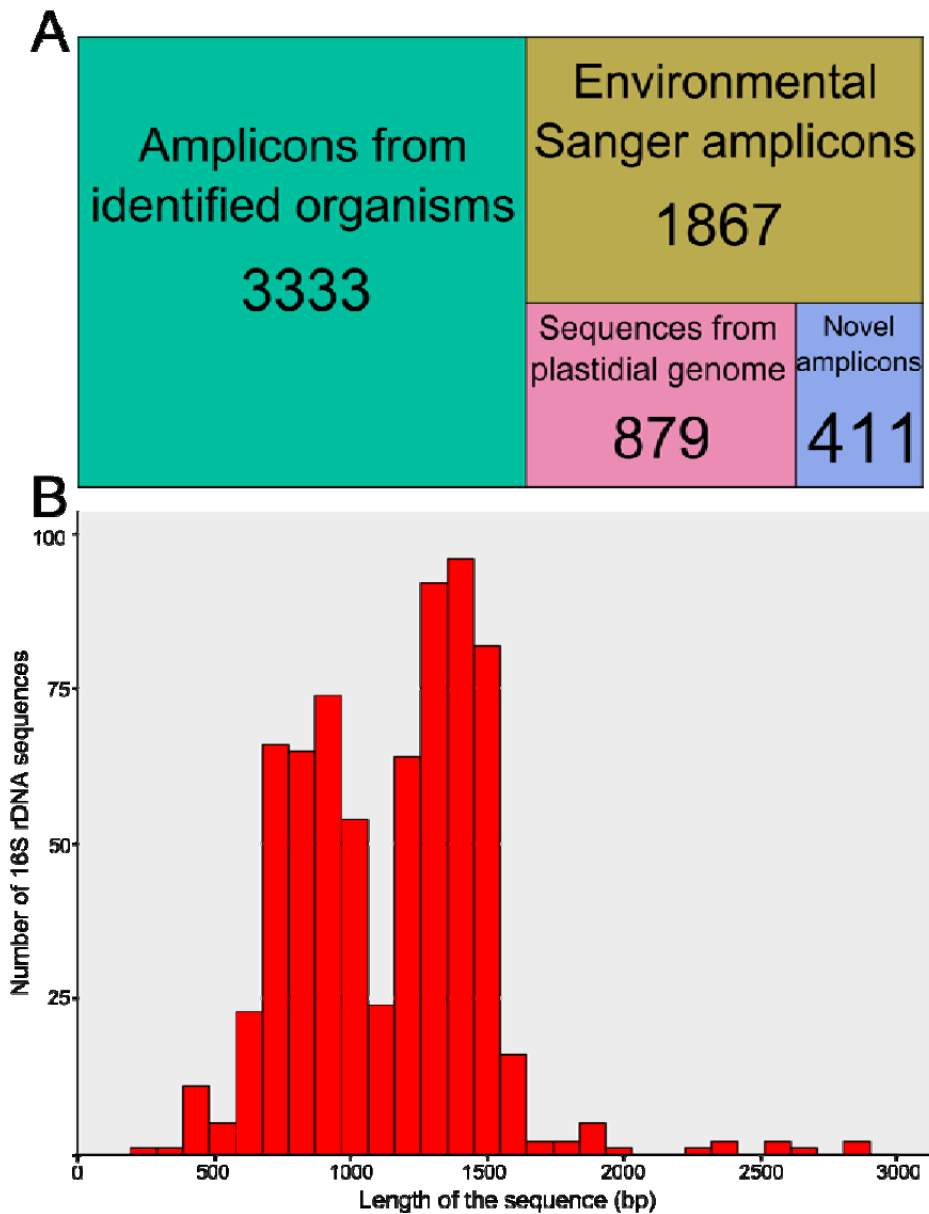 A
Amplicons from
identified organisms
3333
Environmental
Sanger amplicons
1867
Sequences from
plastidial genome
879
Novel
amplicons
411
B
100
75
50
25
Number of 16S rDNA sequences
0
500
1000
1500
2000
2500
3000
Length of the sequence (bp)